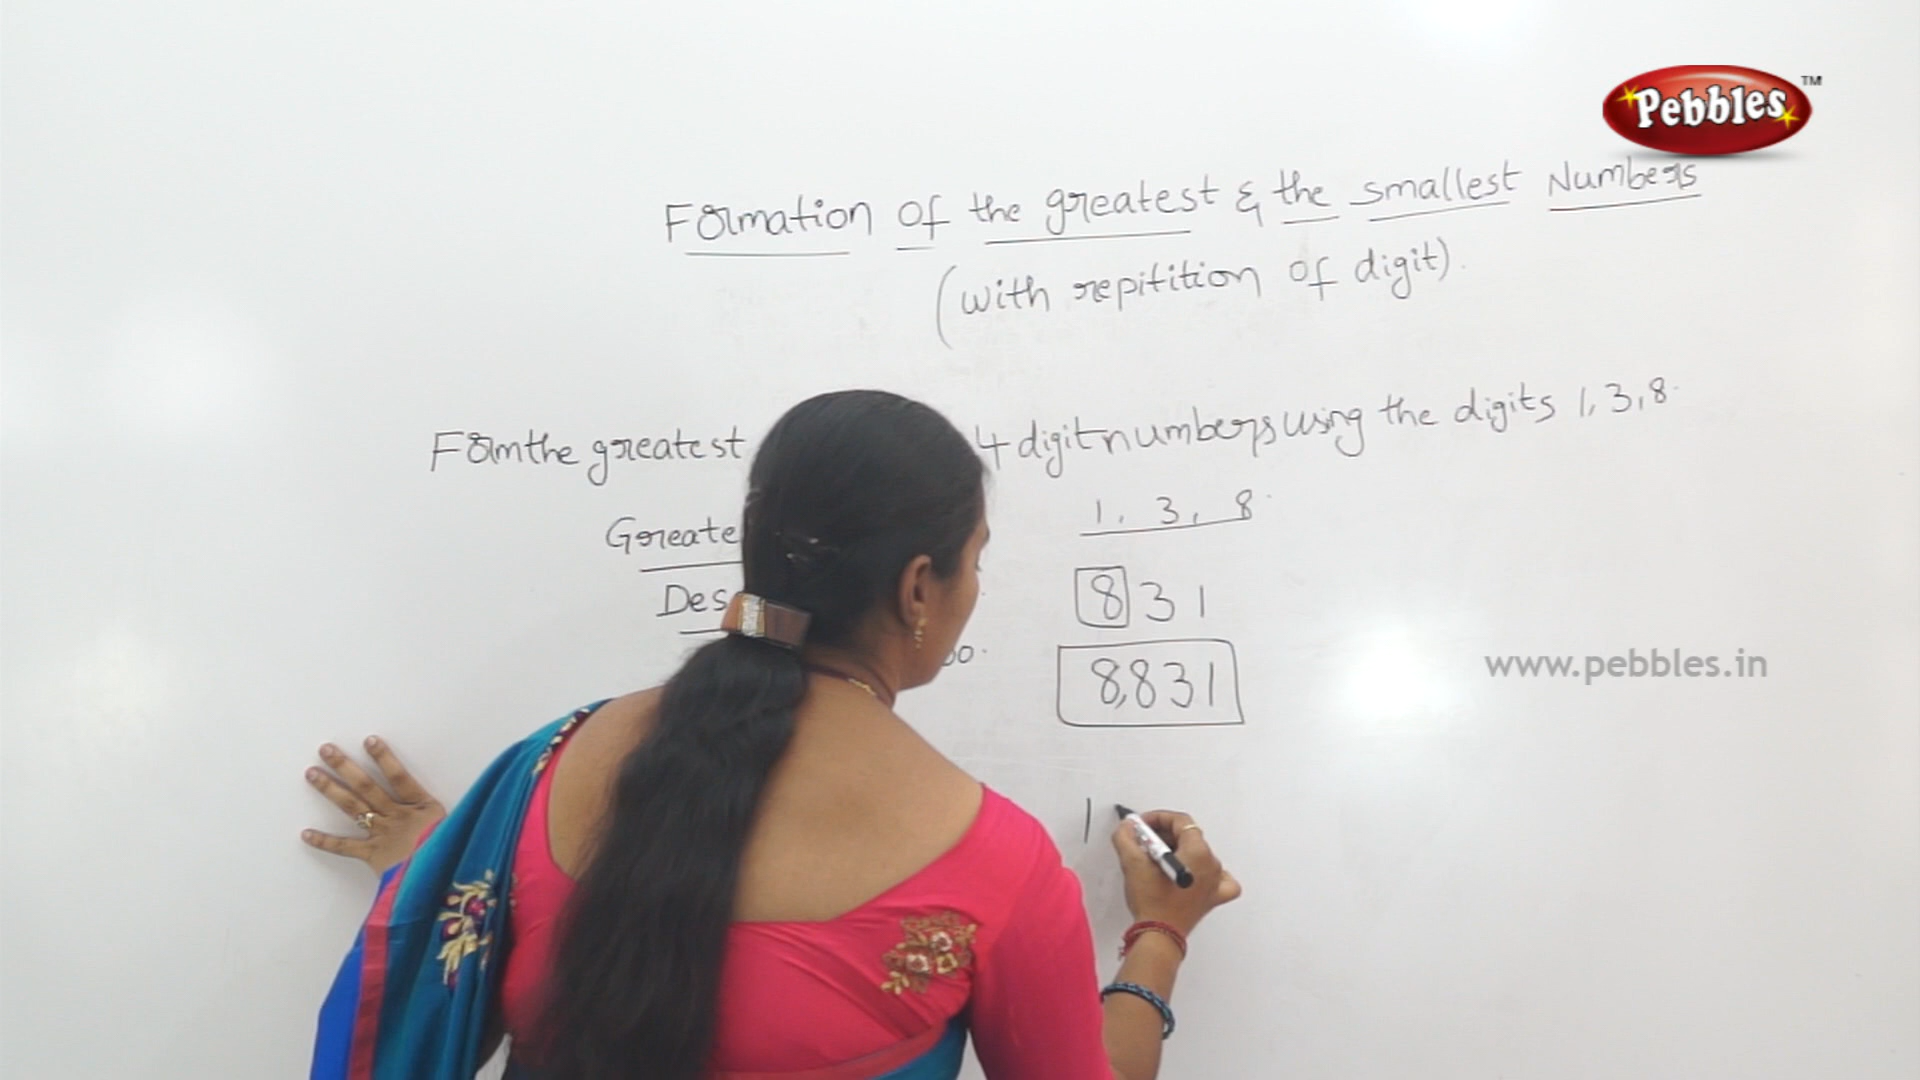 Pebbles TM
Formation of the greatest & the smallest Numbers
(with repitition of digit).
Form the greatest 4 digit numbers using the digits 1, 3, 8.
1, 3, 8.
Greate
Des
8 3 1
8,831
www.pebbles.in
1